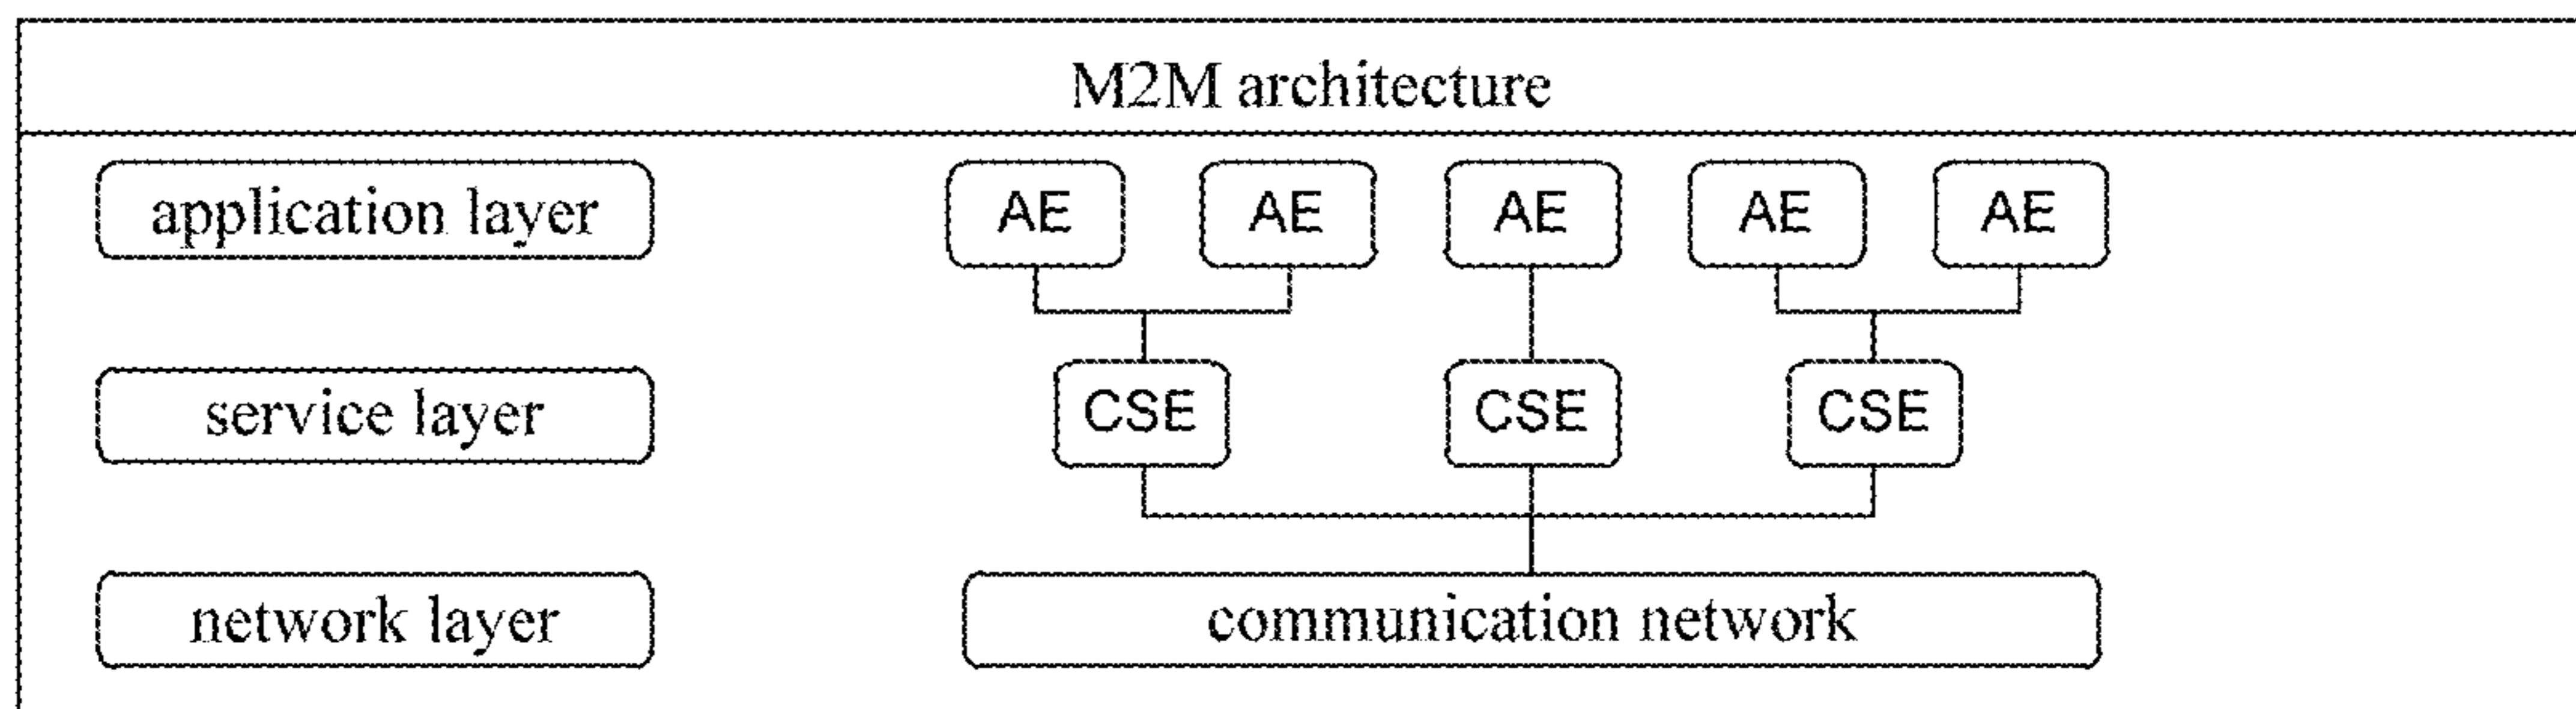 M2M architecture
application layer
AE AE AE AE AE
service layer
CSE CSE CSE
network layer
communication network